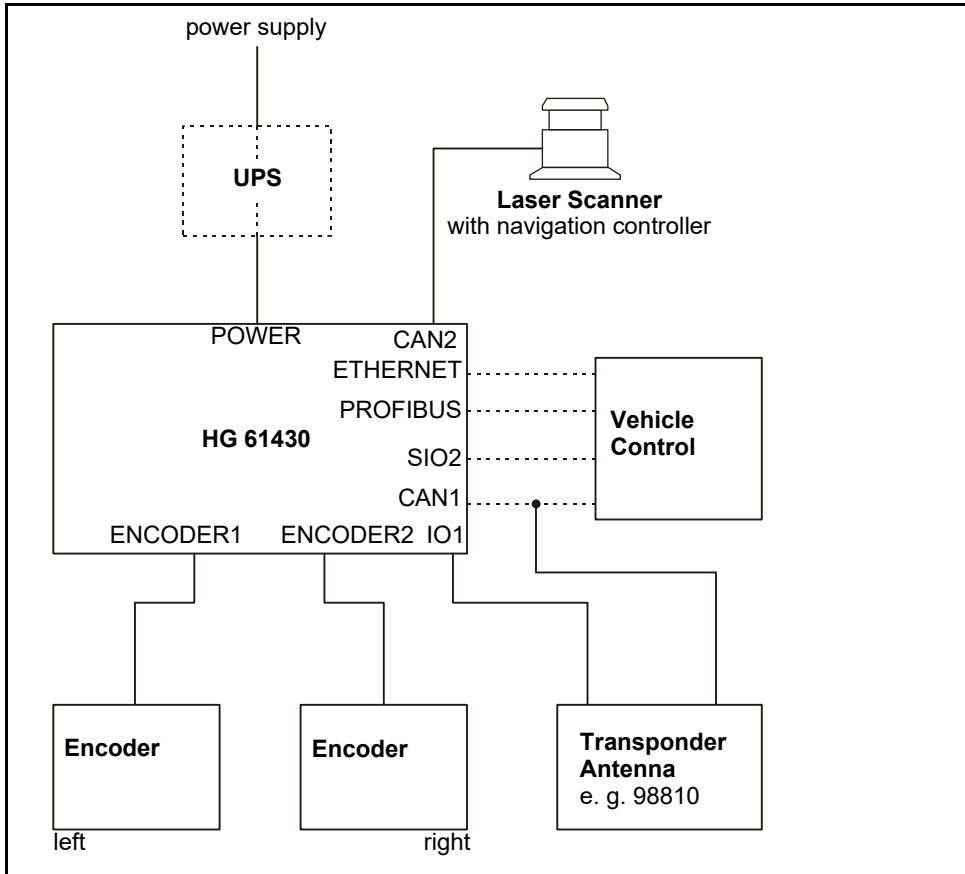 power supply
UPS
Laser Scanner
with navigation controller
POWER
CAN2
ETHERNET
PROFIBUS
HG 61430
SIO2
CAN1
Vehicle
Control
ENCODER1
ENCODER2
IO1
Encoder
left
Encoder
right
Transponder
Antenna
e. g. 98810